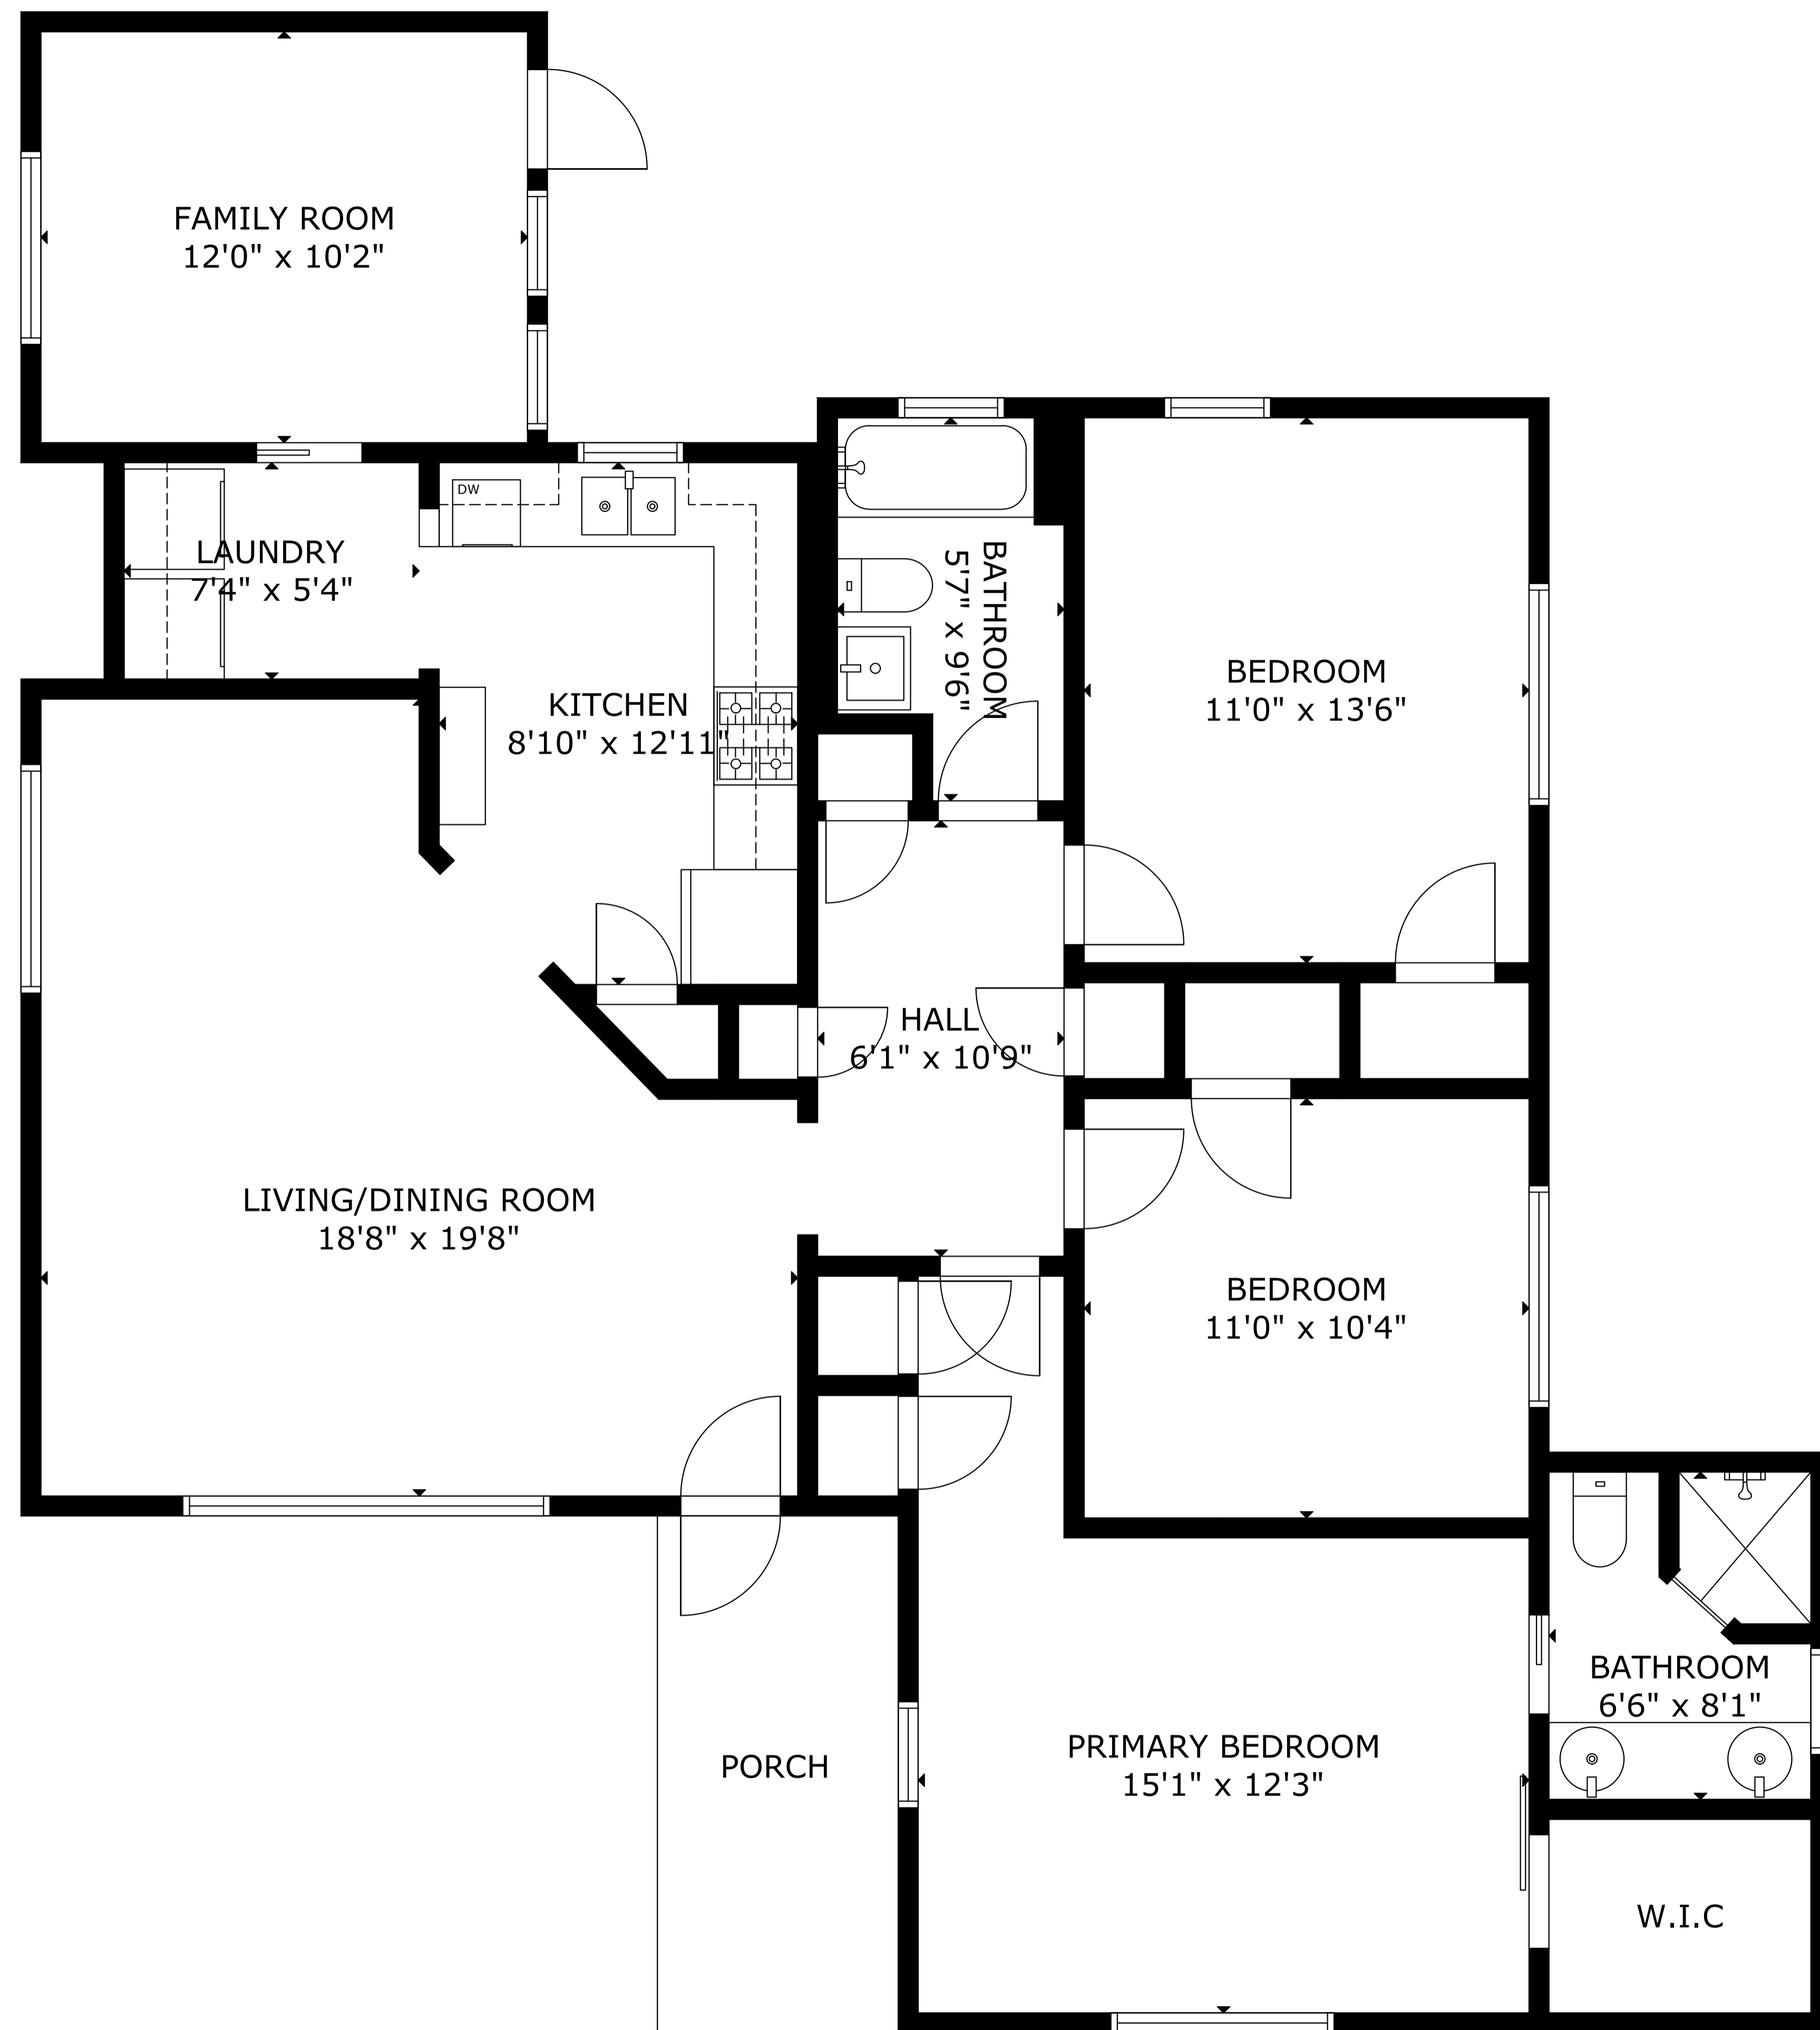 FAMILY ROOM
12'0" x 10'2"
DW
LAUNDRY
7'4" x 5'4"
BATHROOM
5'7" x 9'6"
KITCHEN
8'10" x 12'11"
BEDROOM
11'0" x 13'6"
HALL
6'1" x 10'9"
LIVING/DINING ROOM
18'8" x 19'8"
BEDROOM
11'0" x 10'4"
BATHROOM
6'6" x 8'1"
PORCH
PRIMARY BEDROOM
15'1" x 12'3"
W.I.C